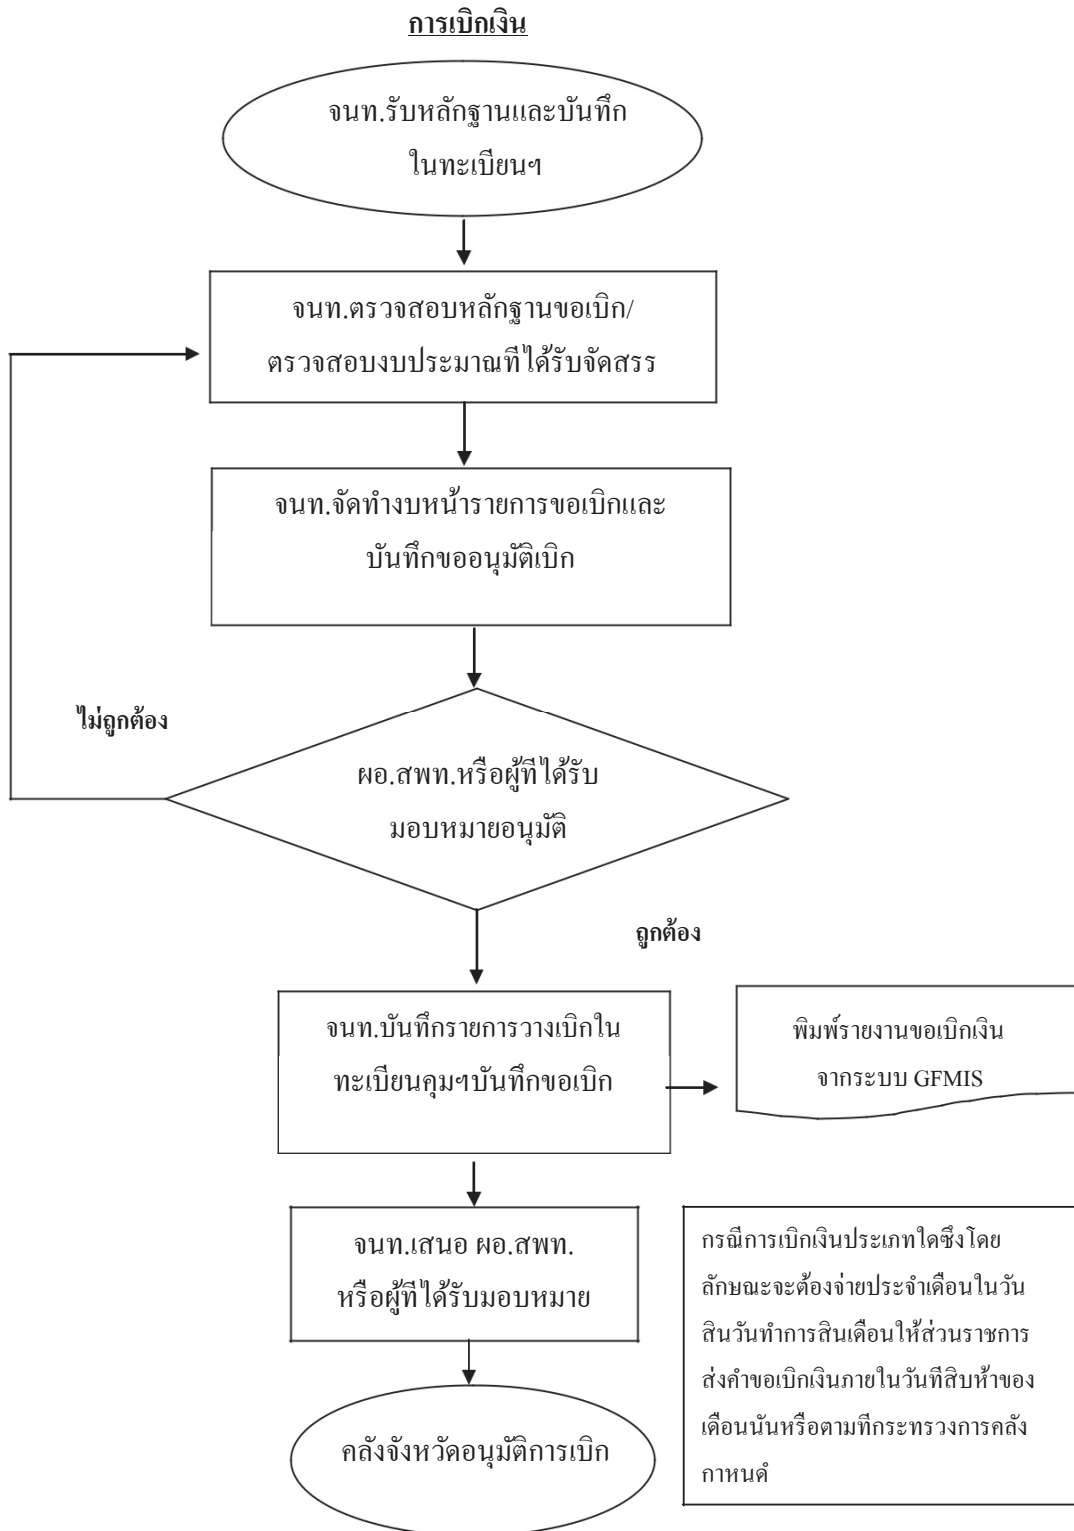 การเบิกเงิน
จนท.รับหลักฐานและบันทึก
ในทะเบียนฯ
จนท.ตรวจสอบหลักฐานขอเบิก/
ตรวจสอบงบประมาณทีได้รับจัดสรร
จนท.จัดทำงบหน้ารายการขอเบิกและ
บันทึกขออนุมัติเบิก
ไม่ถูกต้อง
ผอ.สพท.หรือผู้ทีได้รับ
มอบหมายอนุมัติ
ถูกต้อง
จนท.บันทึกรายการวางเบิกใน
ทะเบียนคุมฯบันทึกขอเบิก
พิมพ์รายงานขอเบิกเงิน
จากระบบ GFMIS
จนท.เสนอ ผอ.สพท.
หรือผู้ทีได้รับมอบหมาย
กรณีการเบิกเงินประเภทใดซึงโดย
ลักษณะจะต้องจ่ายประจำเดือนในวัน
สินวันทำการสินเดือนให้ส่วนราชการ
ส่งคำขอเบิกเงินภายในวันทีสิบห้าของ
เดือนนันหรือตามทีกระทรวงการคลัง
กาหนดํ
คลังจังหวัดอนุมัติการเบิก